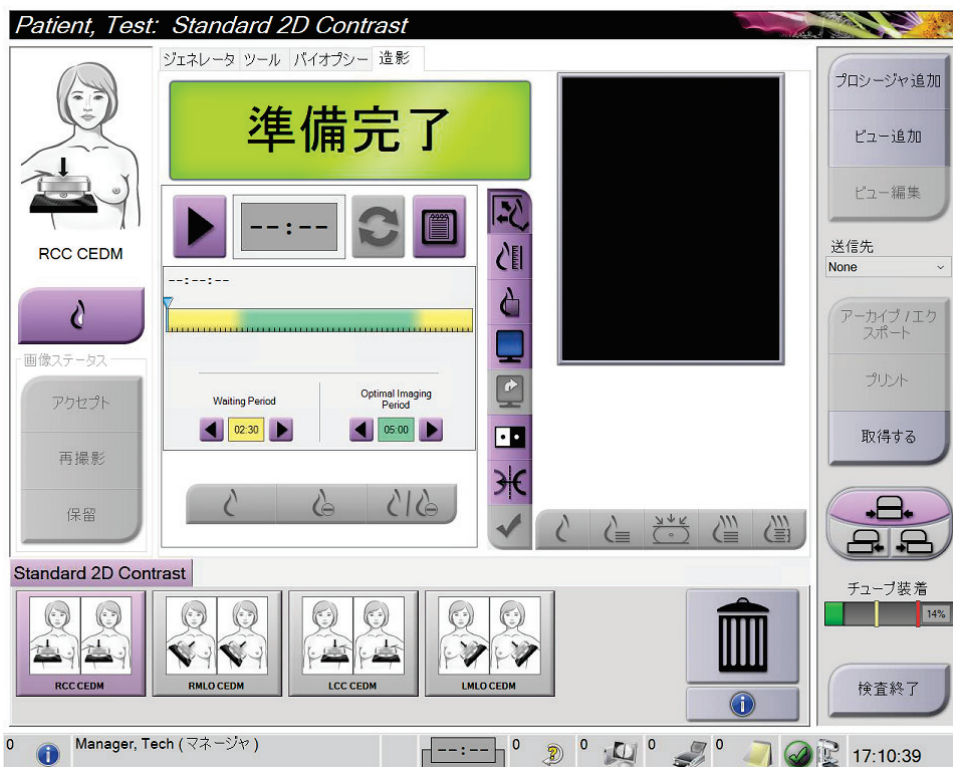 Patient, Test: Standard 2D Contrast
ジェネレータ ツール バイオプシー 造影
準備完了
RCC CEDM
--:--
--:--:--
Waiting Period
Optimal Imaging
Period
02:30
05:00
画像ステータス
アクセプト
再撮影
保留
プロシージャ追加
ビュー追加
ビュー編集
送信先
None
アーカイブ / エク
スポート
プリント
取得する
チューブ装着
14%
検査終了
Standard 2D Contrast
RCC CEDM
RMLO CEDM
LCC CEDM
LMLO CEDM
0 Manager, Tech (マネージャ) --:-- 0 0 0 0 17:10:39